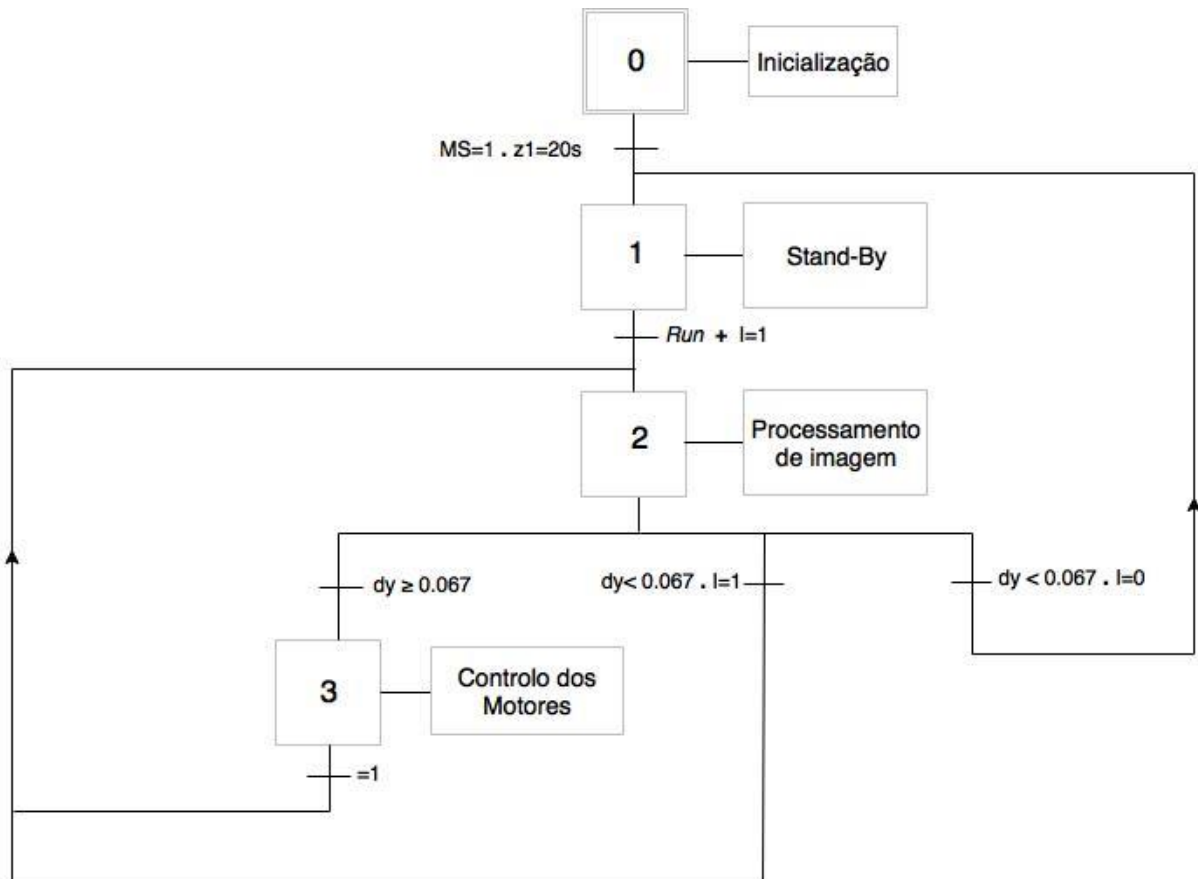 0
Inicialização
MS=1 . z1=20s
1
Stand-By
Run + I=1
2
Processamento
de imagem
dy ≥ 0.067
dy< 0.067 . I=1
dy < 0.067 . I=0
3
Controlo dos
Motores
=1